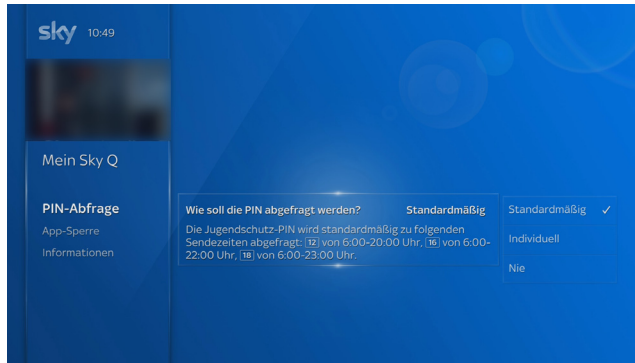 sky 10:49
Mein Sky Q
PIN-Abfrage
App-Sperre
Informationen
Wie soll die PIN abgefragt werden? Standardmäßig
Die Jugendschutz-PIN wird standardmäßig zu folgenden
Sendezeiten abgefragt: 12 von 6:00-20:00 Uhr, 16 von 6:00-
22:00 Uhr, 18 von 6:00-23:00 Uhr.
Standardmäßig ✓
Individuell
Nie